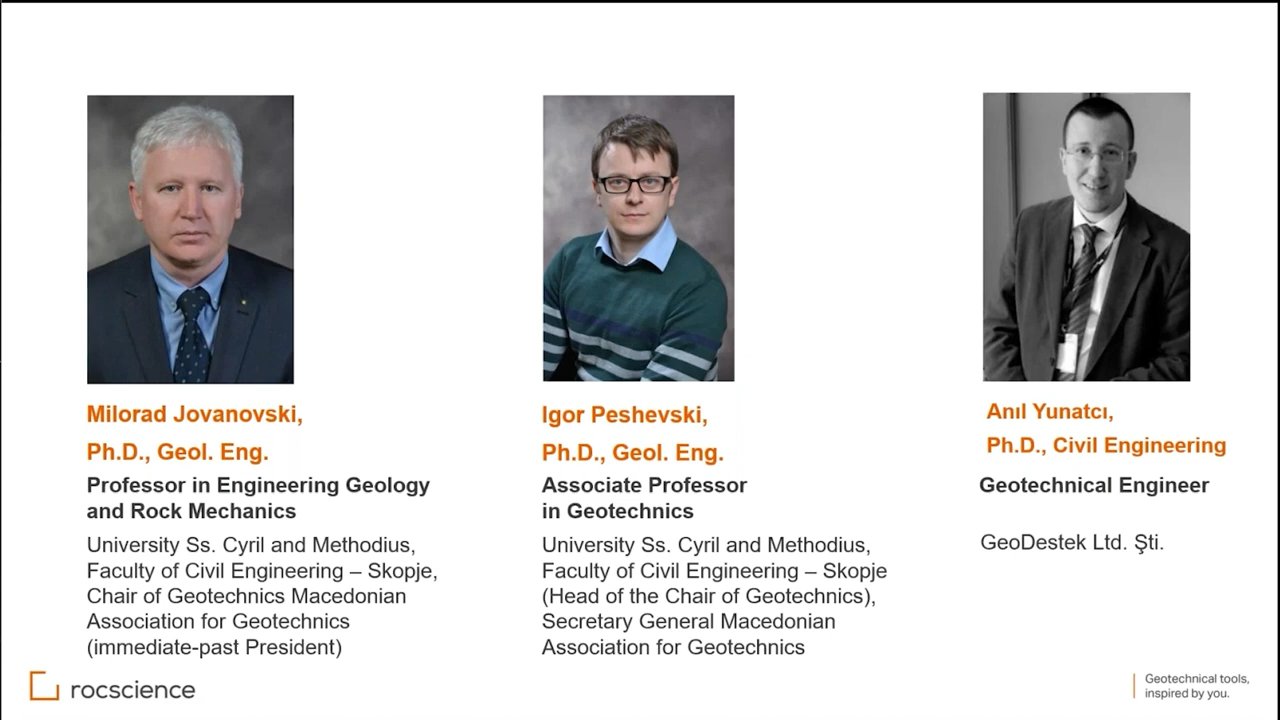 Milorad Jovanovski,
Ph.D., Geol. Eng.
Professor in Engineering Geology
and Rock Mechanics
University Ss. Cyril and Methodius,
Faculty of Civil Engineering – Skopje,
Chair of Geotechnics Macedonian
Association for Geotechnics
(immediate-past President)
Igor Peshevski,
Ph.D., Geol. Eng.
Associate Professor
in Geotechnics
University Ss. Cyril and Methodius,
Faculty of Civil Engineering – Skopje
(Head of the Chair of Geotechnics),
Secretary General Macedonian
Association for Geotechnics
Anıl Yunatcı,
Ph.D., Civil Engineering
Geotechnical Engineer
GeoDestek Ltd. Şti.
rocscience
Geotechnical tools,
inspired by you.